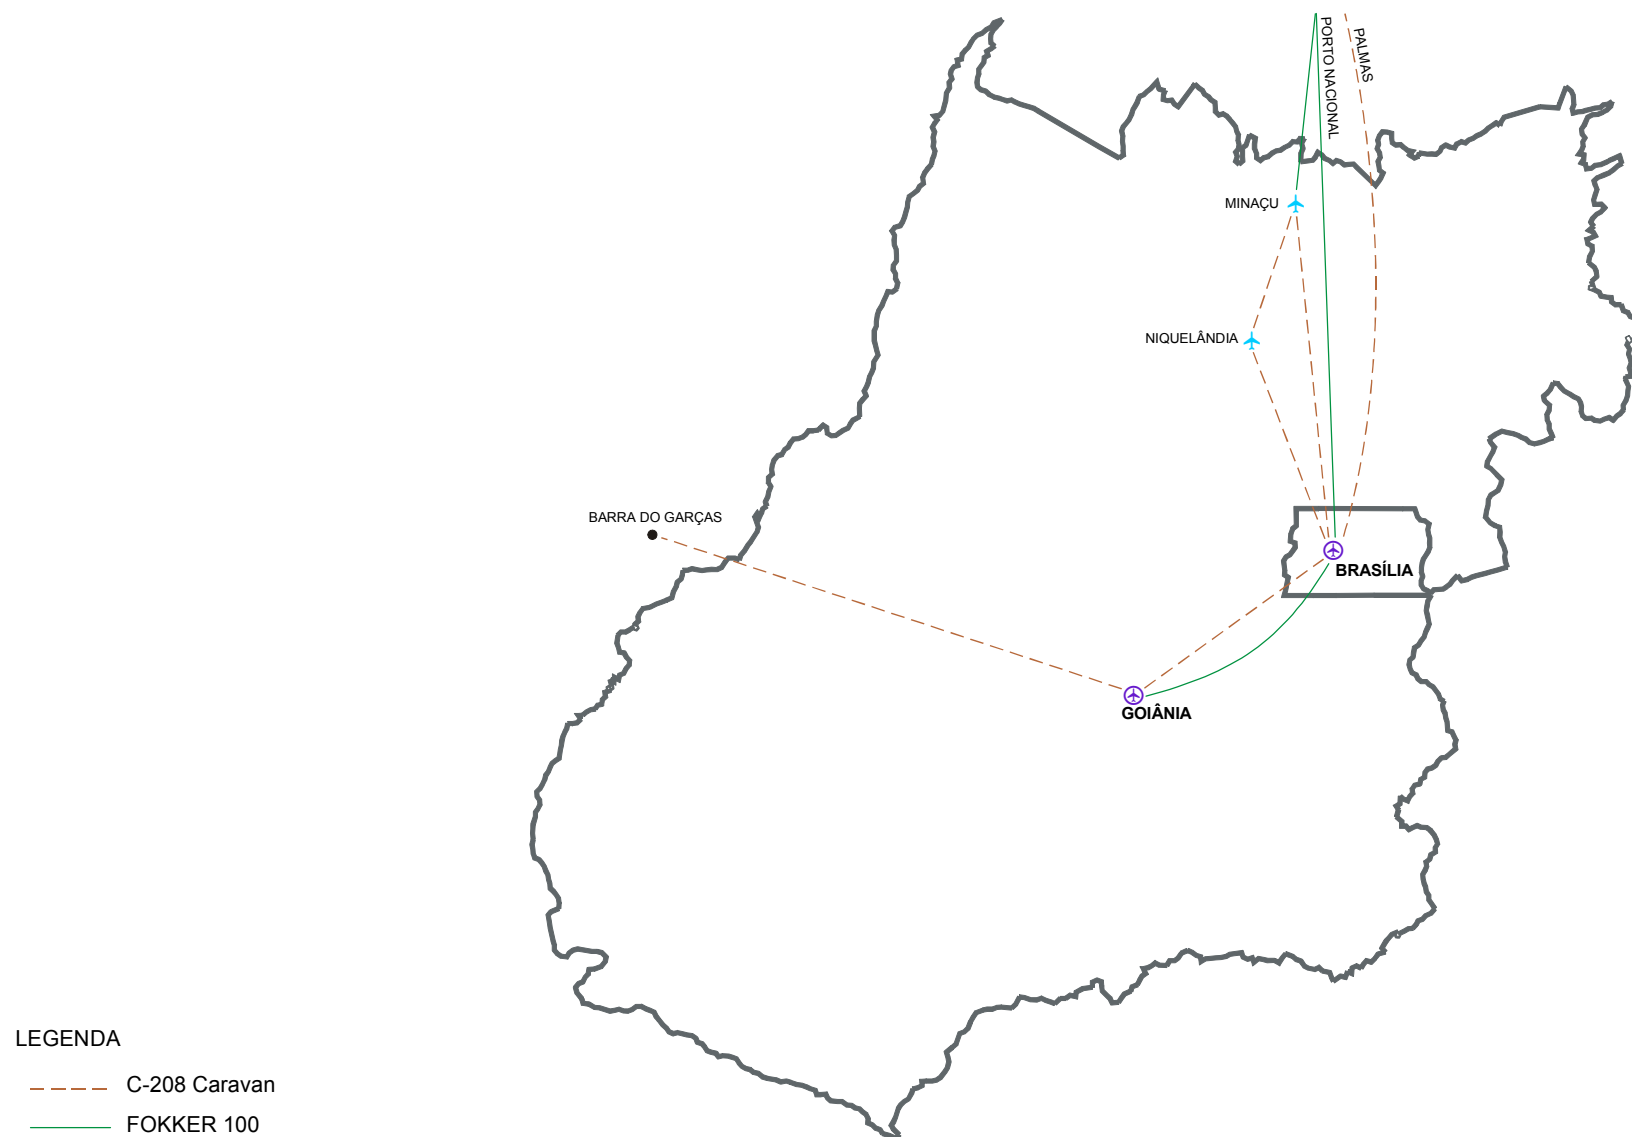 PORTO NACIONAL
PALMAS
MINAÇU
NIQUELÂNDIA
BARRA DO GARÇAS
BRASÍLIA
GOIÂNIA
LEGENDA
C-208 Caravan
FOKKER 100